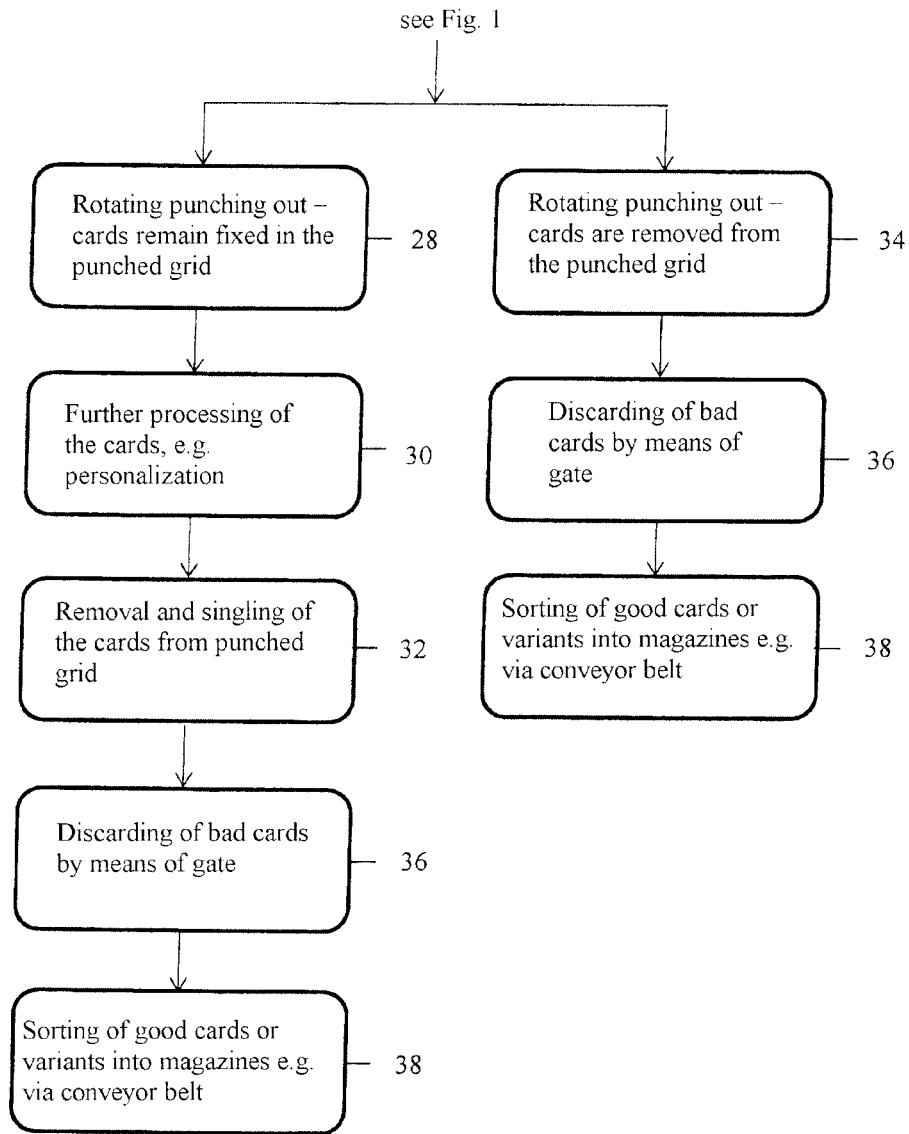 see Fig. 1
Rotating punching out –
cards remain fixed in the
punched grid
28
Further processing of
the cards, e.g.
personalization
30
Removal and singling of
the cards from punched
grid
32
Discarding of bad cards
by means of gate
36
Sorting of good cards or
variants into magazines e.g.
via conveyor belt
38
Rotating punching out –
cards are removed from
the punched grid
34
Discarding of bad
cards by means of
gate
36
Sorting of good cards or
variants into magazines e.g.
via conveyor belt
38